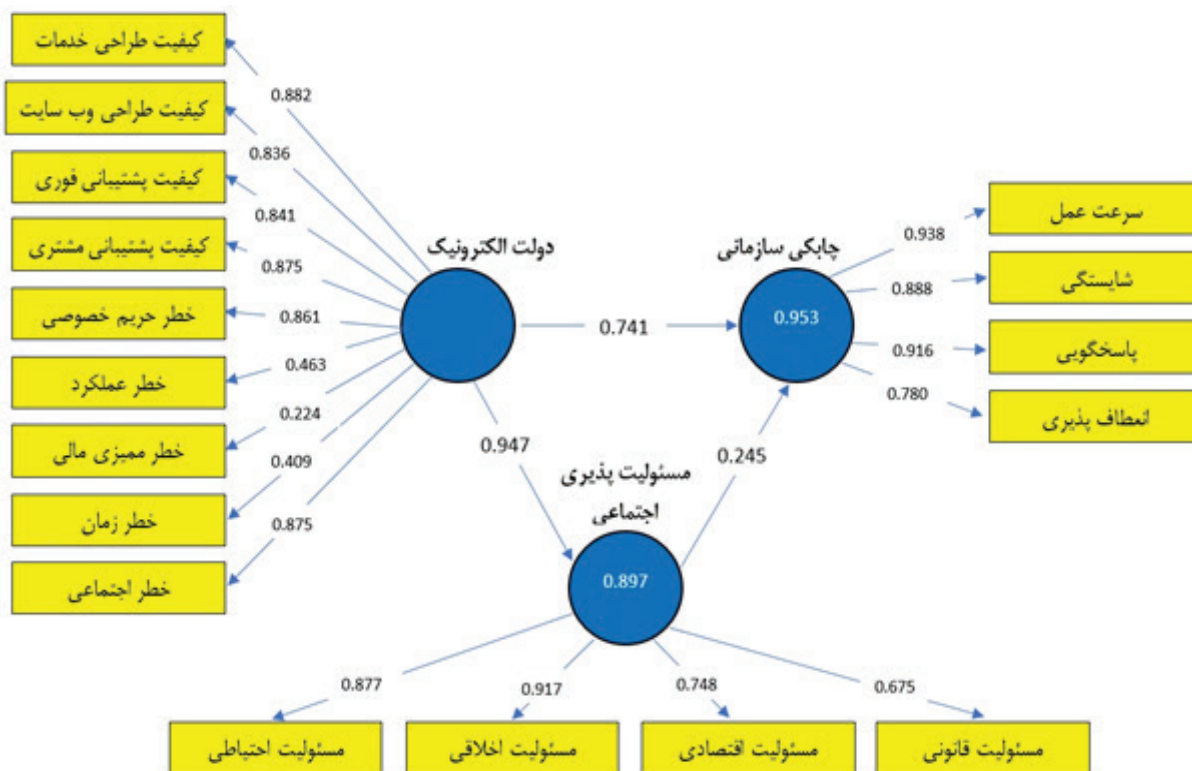 کیفیت طراحی خدمات
0.882
کیفیت طراحی وب سایت
0.836
کیفیت پشتیبانی فوری
0.841
کیفیت پشتیبانی مشتری
0.875
خطر حریم خصوصی
0.861
خطر عملکرد
0.463
خطر ممیزی مالی
0.224
خطر زمان
0.409
خطر اجتماعی
0.875
دولت الکترونیک
0.741
0.947
چابکی سازمانی
0.953
0.245
سرعت عمل
0.938
شایستگی
0.888
پاسخگویی
0.916
انعطاف پذیری
0.780
مسئولیت پذیری
اجتماعی
0.897
0.877
0.917
0.748
0.675
مسئولیت احتیاطی
مسئولیت اخلاقی
مسئولیت اقتصادی
مسئولیت قانونی